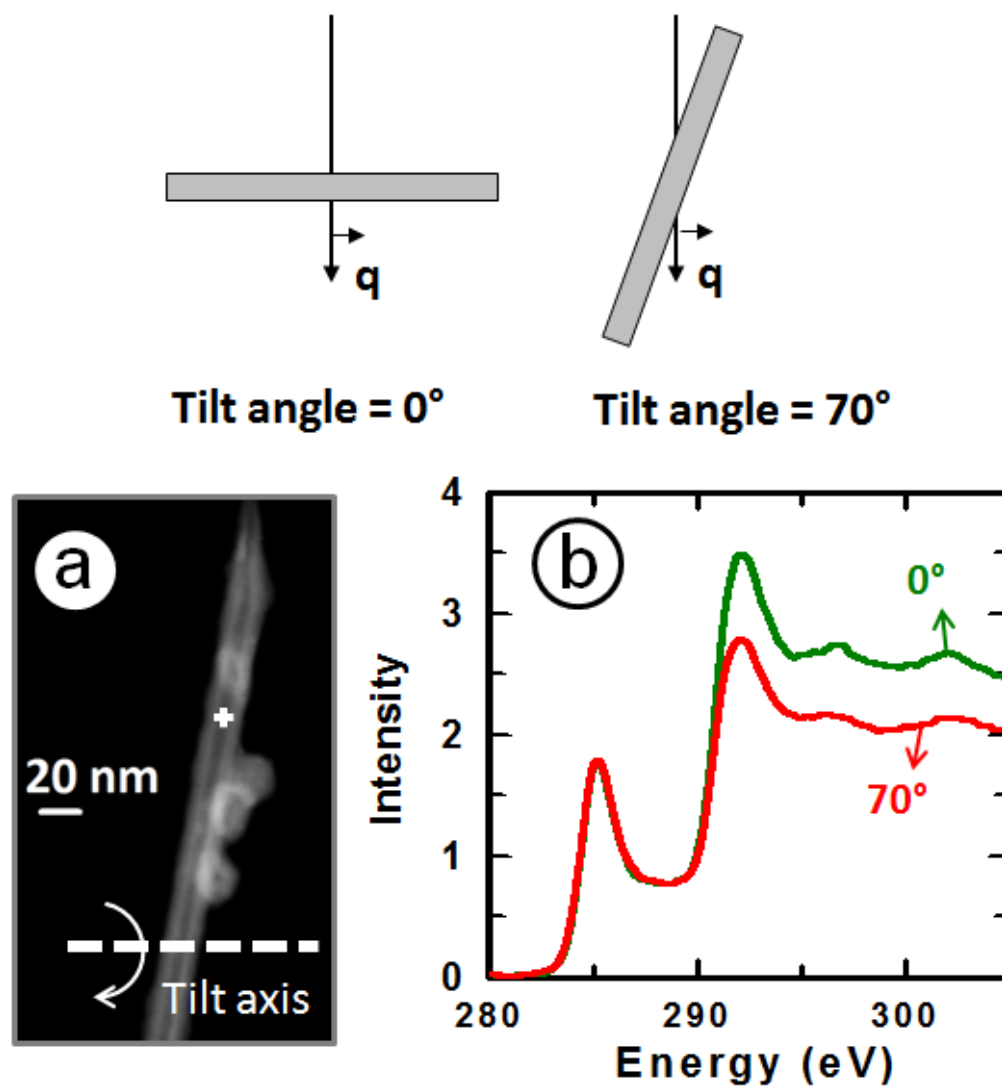 q
q
Tilt angle = 0°
Tilt angle = 70°
a
20 nm
Tilt axis
b
4
3
2
1
0
Intensity
0°
70°
280
290
300
Energy (eV)